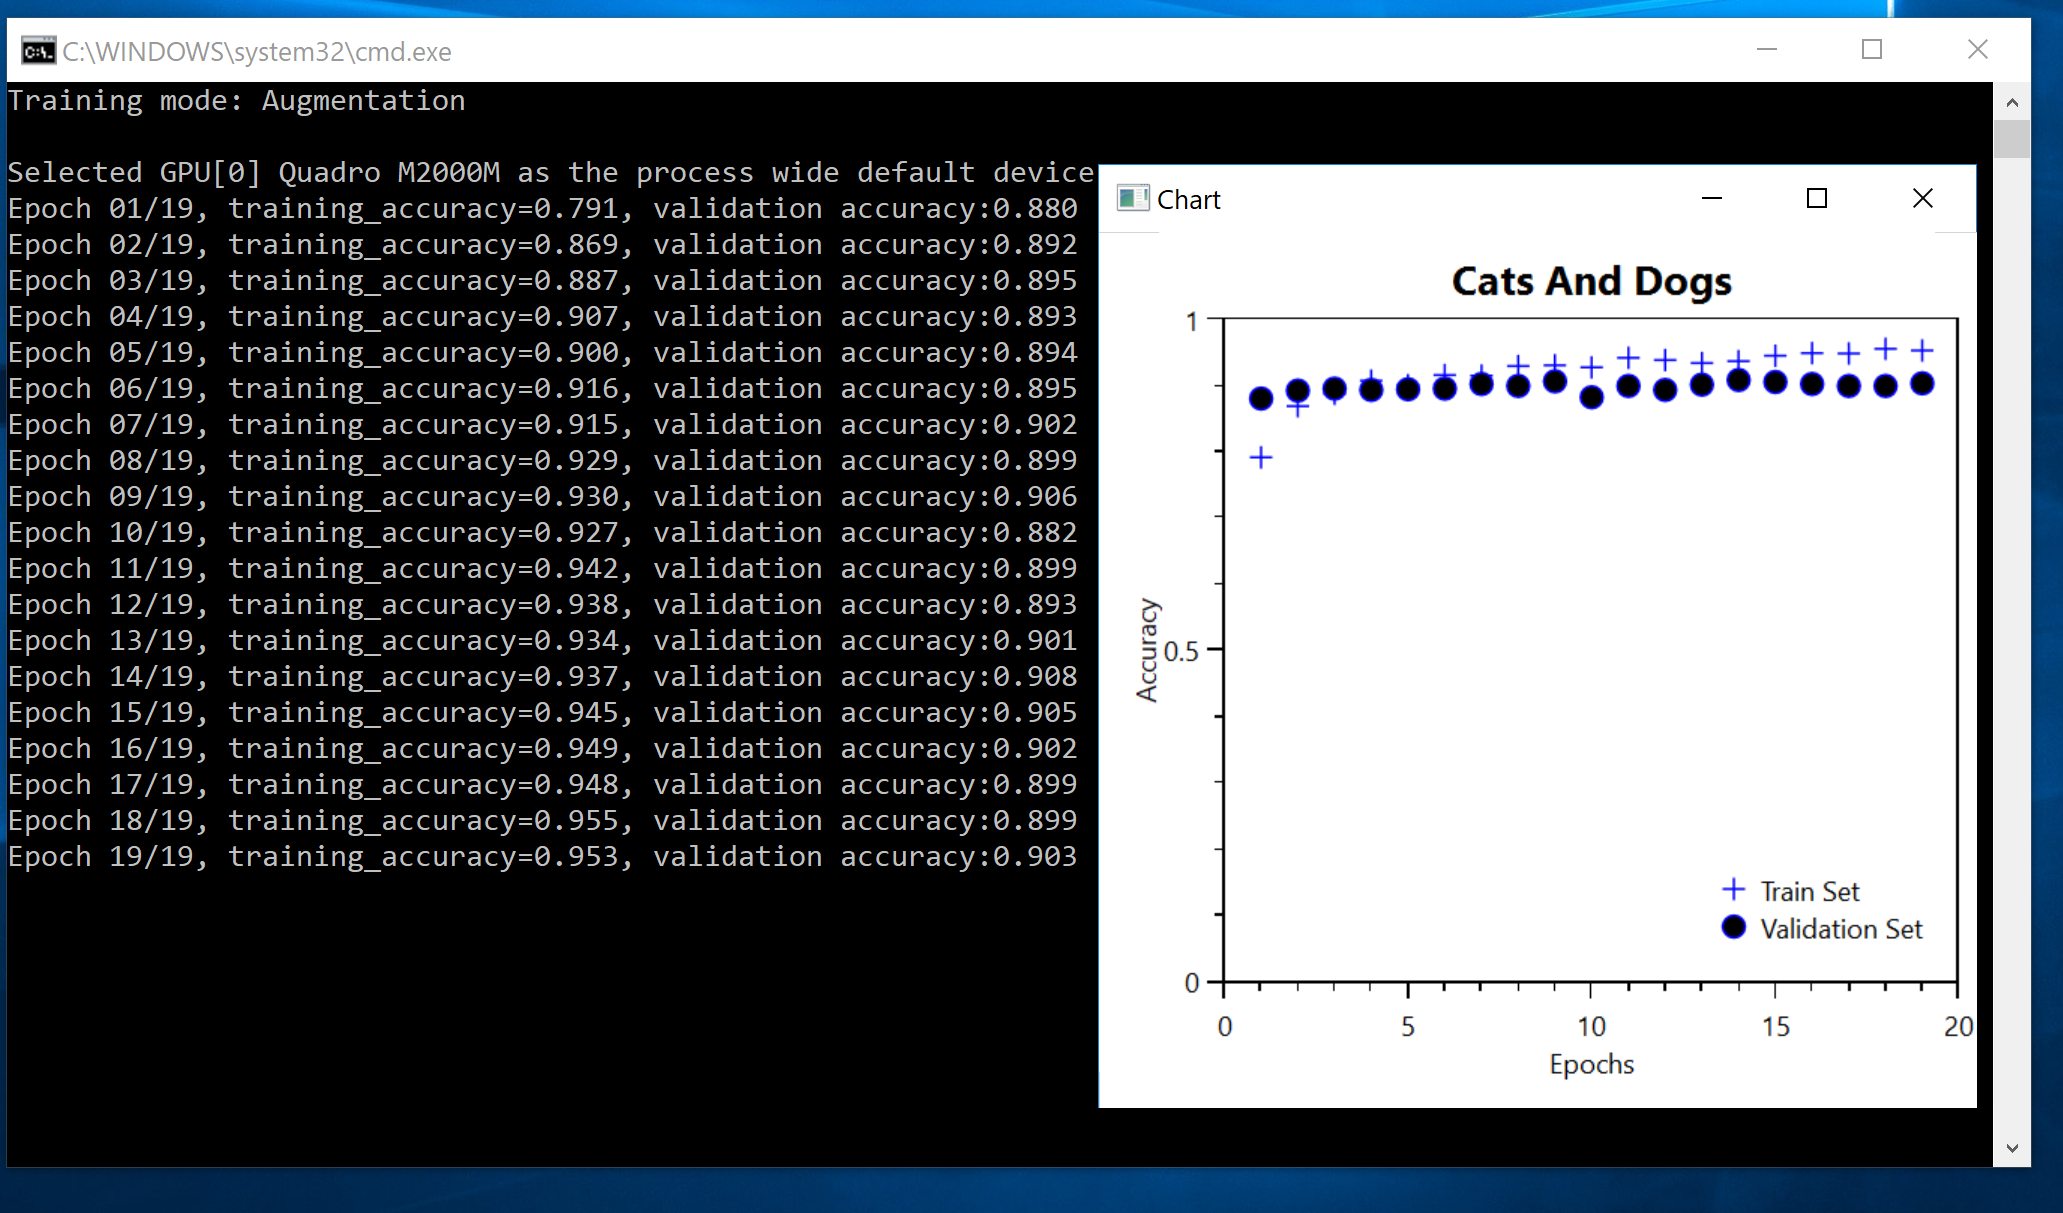 C:\WINDOWS\system32\cmd.exe
Training mode: Augmentation
Selected GPU[0] Quadro M2000M as the process wide default device
Epoch 01/19, training_accuracy=0.791, validation accuracy:0.880
Epoch 02/19, training_accuracy=0.869, validation accuracy:0.892
Epoch 03/19, training_accuracy=0.887, validation accuracy:0.895
Epoch 04/19, training_accuracy=0.907, validation accuracy:0.893
Epoch 05/19, training_accuracy=0.900, validation accuracy:0.894
Epoch 06/19, training_accuracy=0.916, validation accuracy:0.895
Epoch 07/19, training_accuracy=0.915, validation accuracy:0.902
Epoch 08/19, training_accuracy=0.929, validation accuracy:0.899
Epoch 09/19, training_accuracy=0.930, validation accuracy:0.906
Epoch 10/19, training_accuracy=0.927, validation accuracy:0.882
Epoch 11/19, training_accuracy=0.942, validation accuracy:0.899
Epoch 12/19, training_accuracy=0.938, validation accuracy:0.893
Epoch 13/19, training_accuracy=0.934, validation accuracy:0.901
Epoch 14/19, training_accuracy=0.937, validation accuracy:0.908
Epoch 15/19, training_accuracy=0.945, validation accuracy:0.905
Epoch 16/19, training_accuracy=0.949, validation accuracy:0.902
Epoch 17/19, training_accuracy=0.948, validation accuracy:0.899
Epoch 18/19, training_accuracy=0.955, validation accuracy:0.899
Epoch 19/19, training_accuracy=0.953, validation accuracy:0.903
Chart
Cats And Dogs
1
Accuracy
0.5
Train Set
Validation Set
0
0 5 10 15 20
Epochs